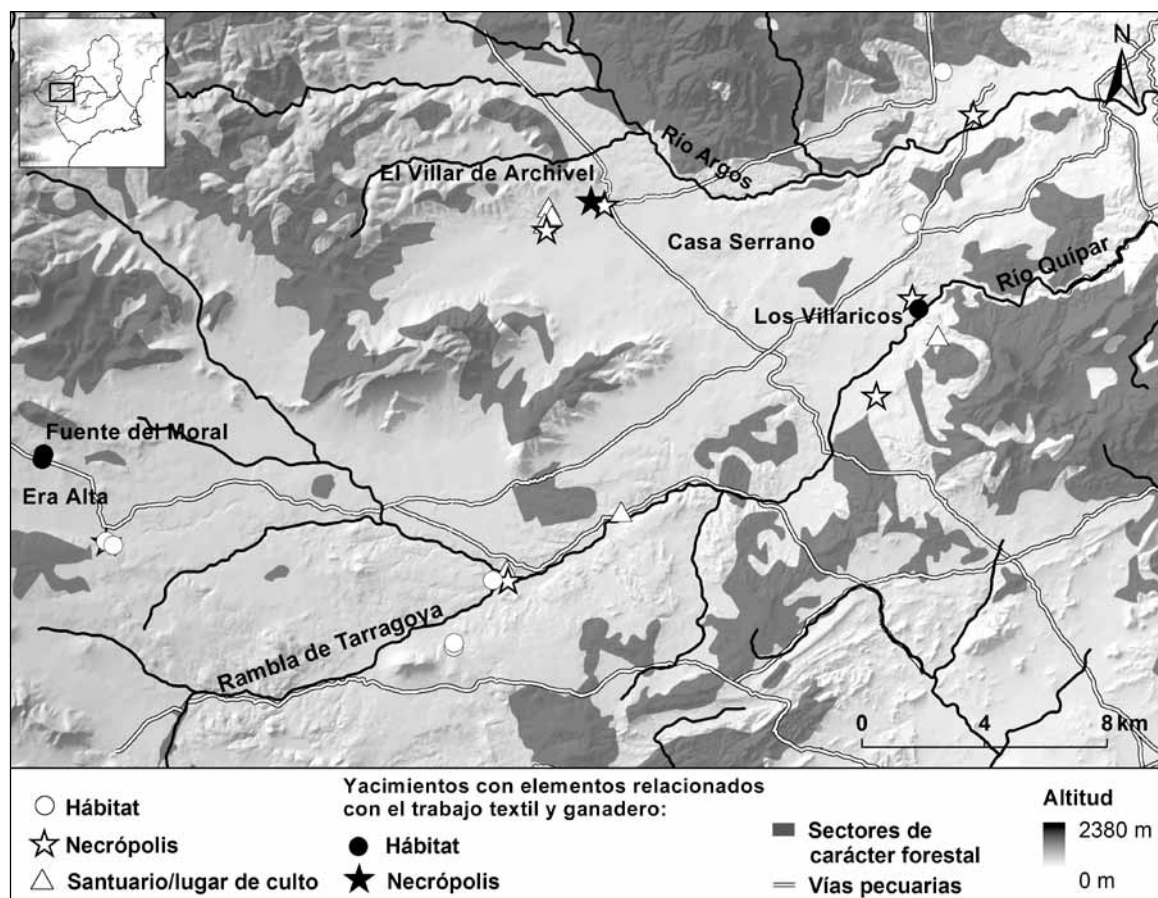 N
Río Argos
El Villar de Archivel
Casa Serrano
Río Quípar
Los Villaricos
Fuente del Moral
Era Alta
Rambla de Tarragoya
0 4 8 km
Yacimientos con elementos relacionados
con el trabajo textil y ganadero:
Hábitat
Necrópolis
Santuario/lugar de culto
Hábitat
Necrópolis
Sectores de
carácter forestal
Vías pecuarias
Altitud
2380 m
0 m